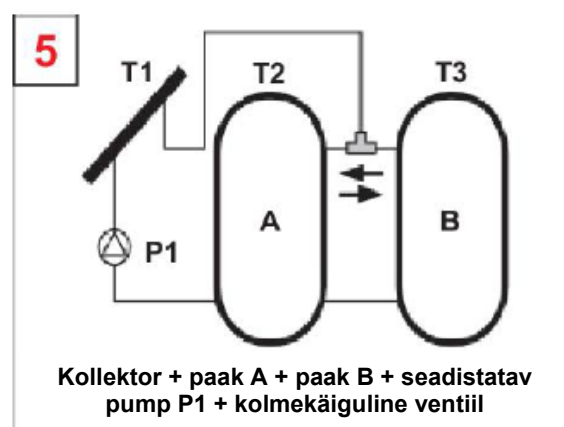 5
T1
T2
T3
A
B
P1
Kollektor + paak A + paak B + seadistatav
pump P1 + kolmekäiguline ventiil